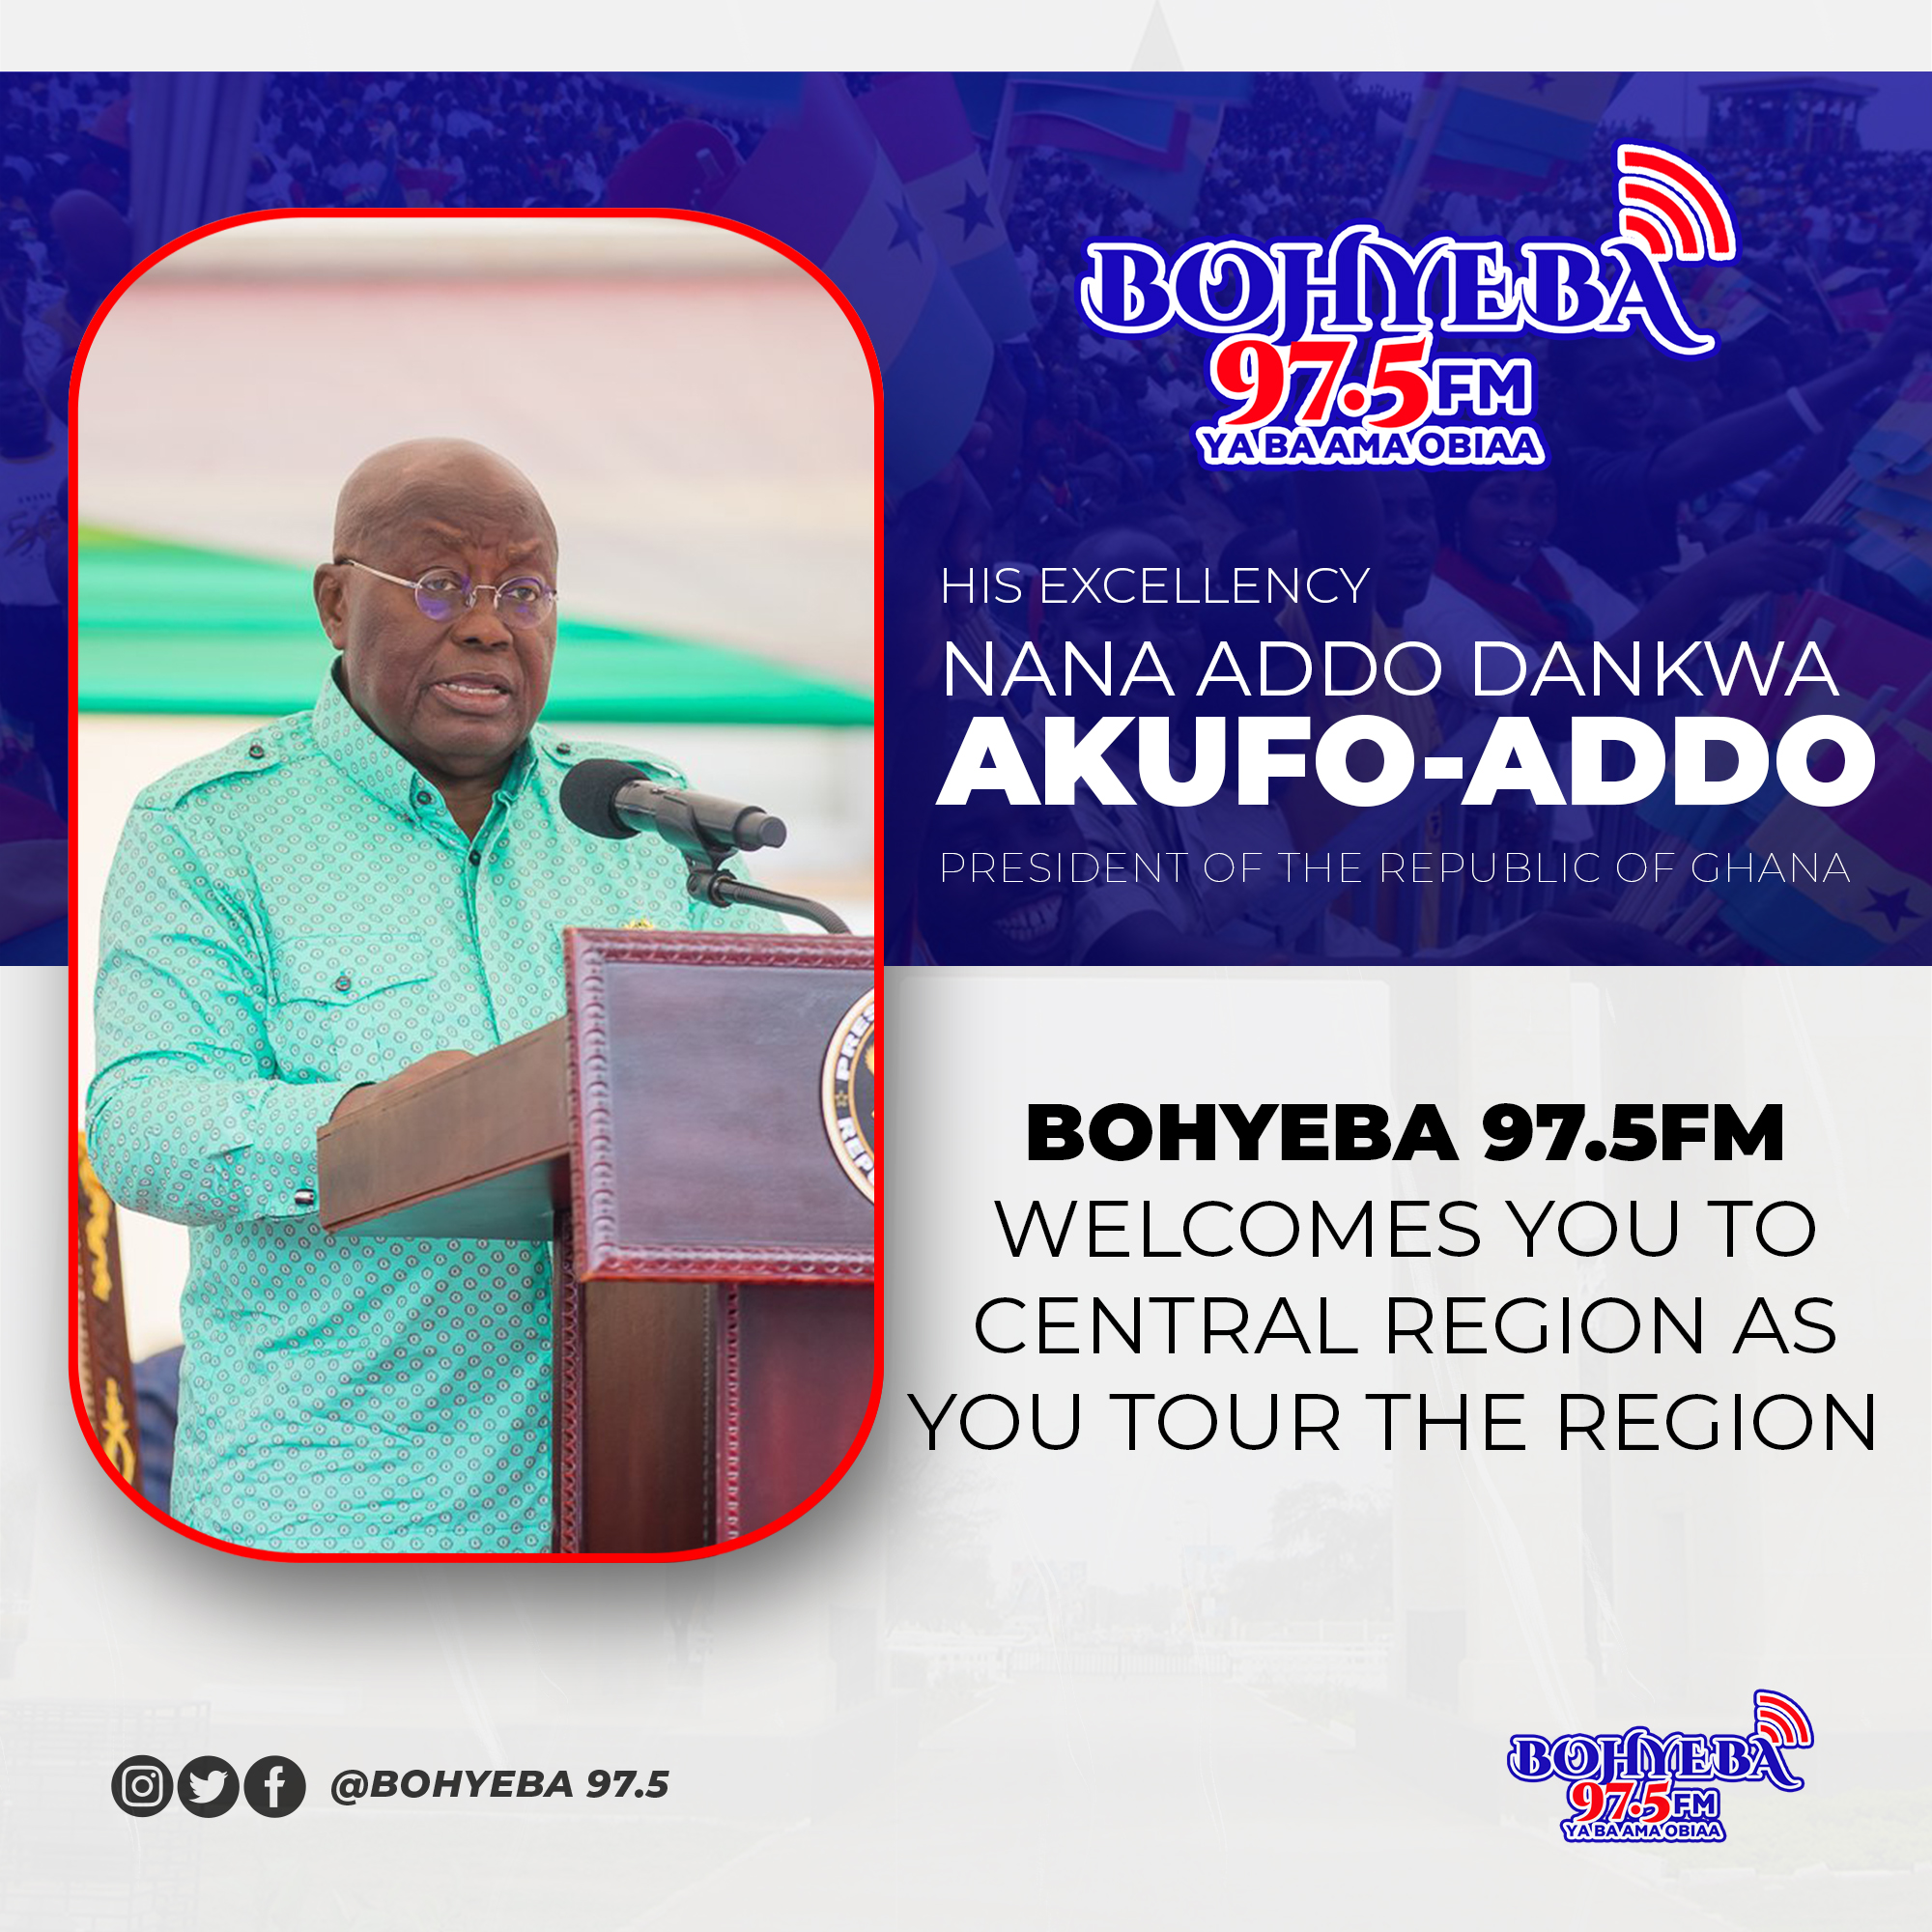 BOHYEBA
97.5FM
YA BA AMA OBIAA
HIS EXCELLENCY
NANA ADDO DANKWA
AKUFO-ADDO
PRESIDENT OF THE REPUBLIC OF GHANA
BOHYEBA 97.5FM
WELCOMES YOU TO
CENTRAL REGION AS
YOU TOUR THE REGION
@BOHYEBA 97.5
BOHYEBA
97.5FM
YA BA AMA OBIAA